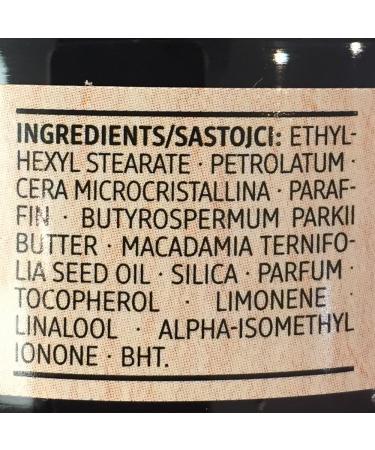 INGREDIENTS/SASTOJCI: ETHYL-
HEXYL STEARATE · PETROLATUM ·
CERA MICROCRISTALLINA · PARAF-
FIN · BUTYROSPERMUM PARKII
BUTTER · MACADAMIA TERNIFO-
LIA SEED OIL · SILICA · PARFUM ·
TOCOPHEROL · LIMONENE ·
LINALOOL · ALPHA-ISOMETHYL
IONONE · BHT.